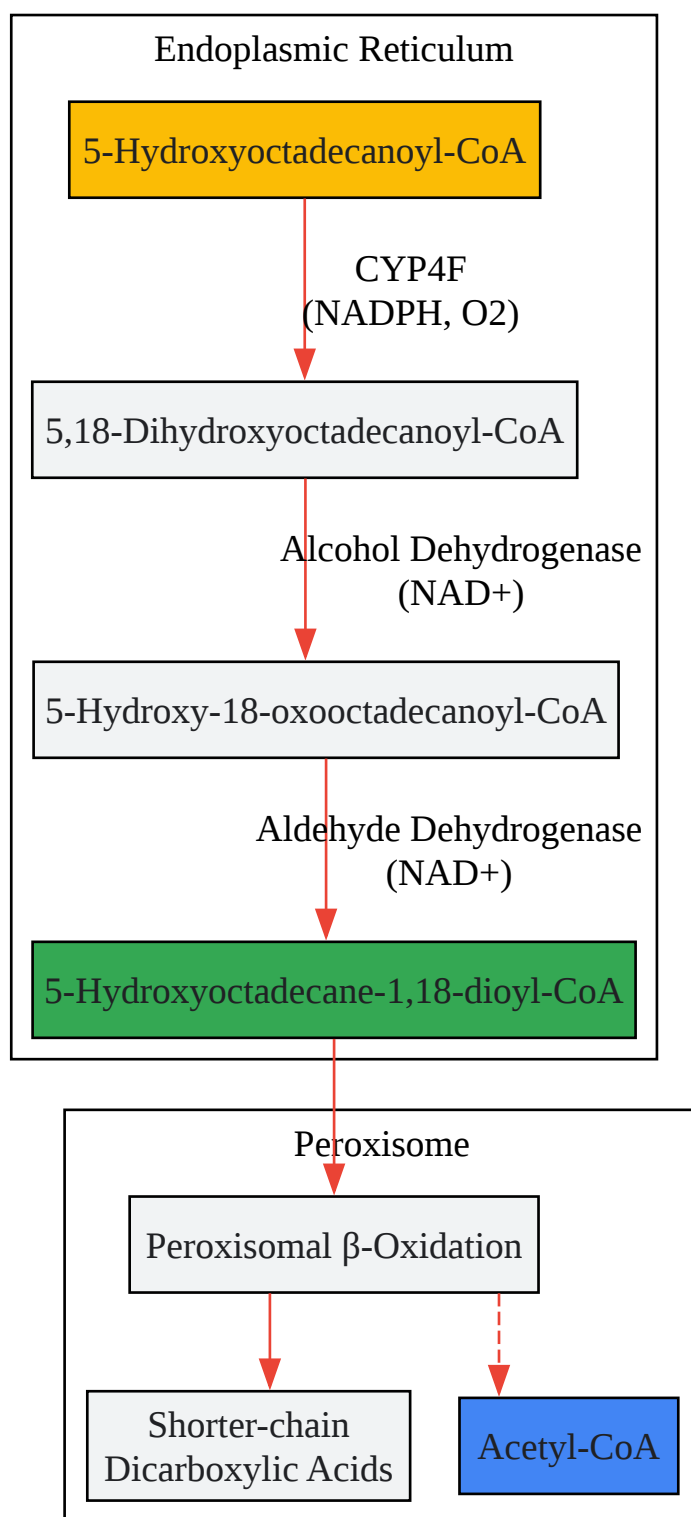 Endoplasmic Reticulum
5-Hydroxyoctadecanoyl-CoA
CYP4F
(NADPH, O2)
5,18-Dihydroxyoctadecanoyl-CoA
Alcohol Dehydrogenase
(NAD+)
5-Hydroxy-18-oxooctadecanoyl-CoA
Aldehyde Dehydrogenase
(NAD+)
5-Hydroxyoctadecane-1,18-dioyl-CoA
Peroxisome
Peroxisomal β-Oxidation
Shorter-chain
Dicarboxylic Acids
Acetyl-CoA